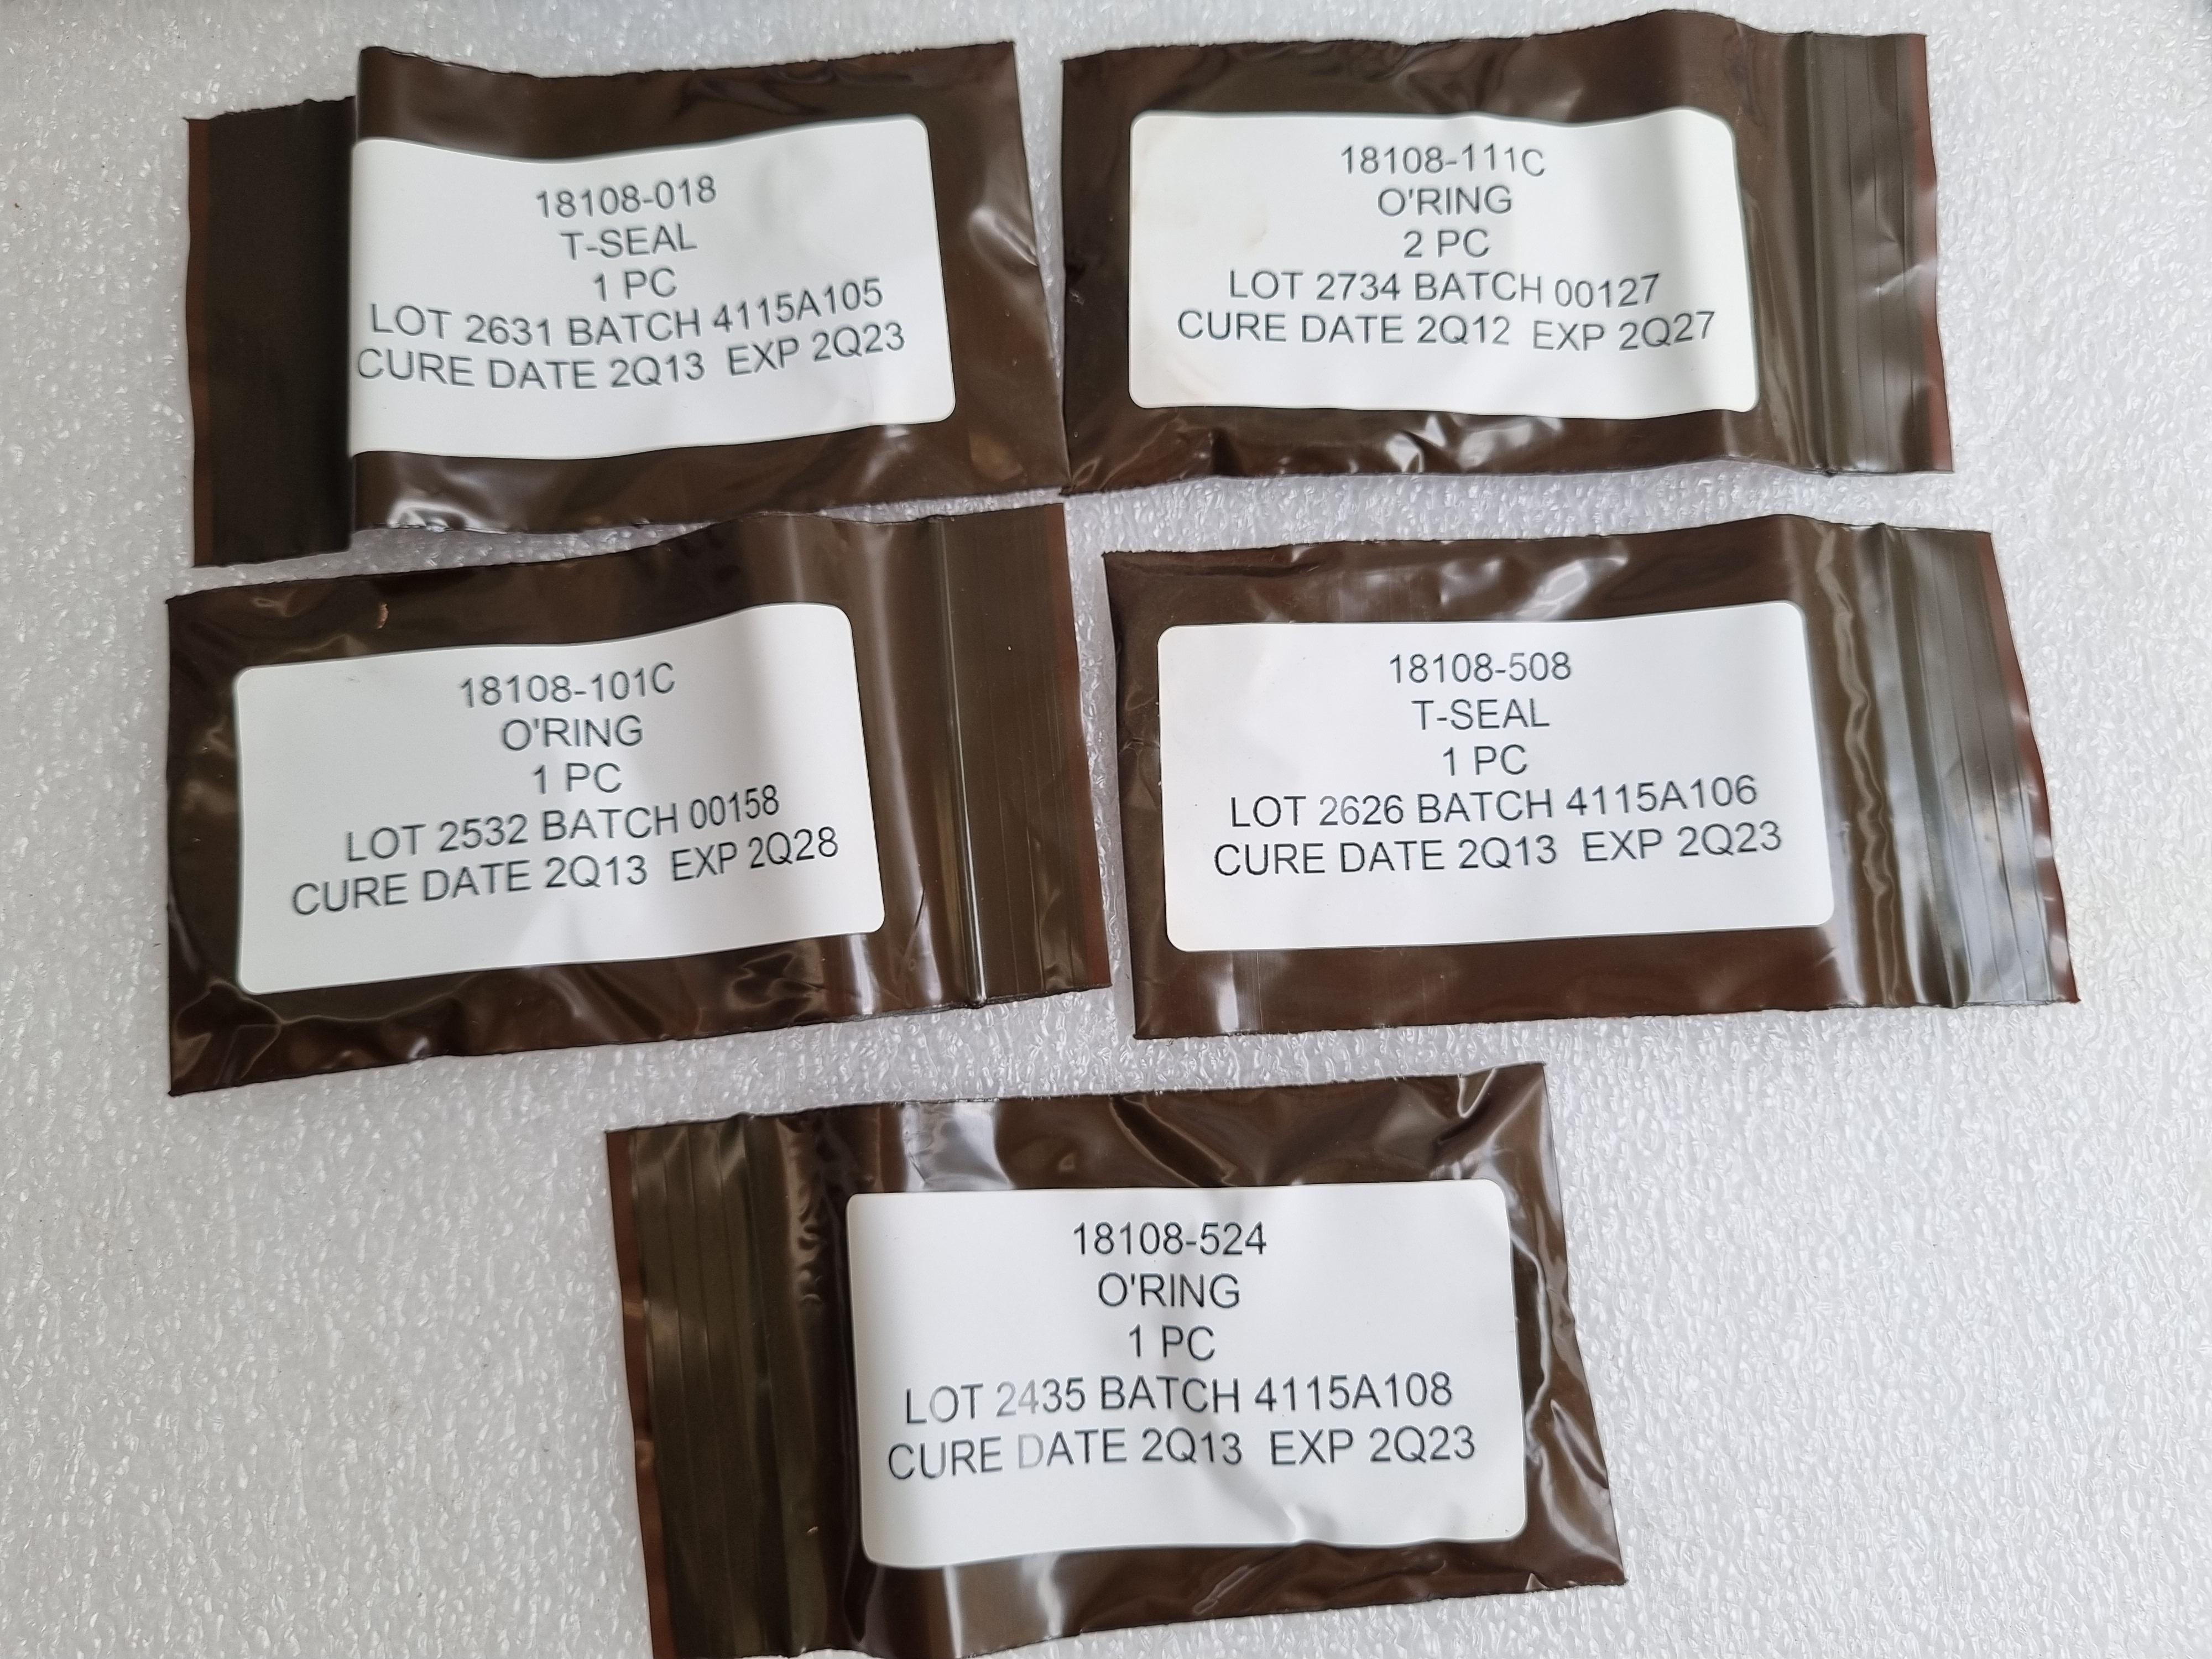 18108-018
T-SEAL
1 PC
LOT 2631 BATCH 4115A105
CURE DATE 2Q13 EXP 2Q23
18108-111C
O'RING
2 PC
LOT 2734 BATCH 00127
CURE DATE 2Q12 EXP 2Q27
18108-101C
O'RING
1 PC
LOT 2532 BATCH 00158
CURE DATE 2Q13 EXP 2Q28
18108-508
T-SEAL
1 PC
LOT 2626 BATCH 4115A106
CURE DATE 2Q13 EXP 2Q23
18108-524
O'RING
1 PC
LOT 2435 BATCH 4115A108
CURE DATE 2Q13 EXP 2Q23